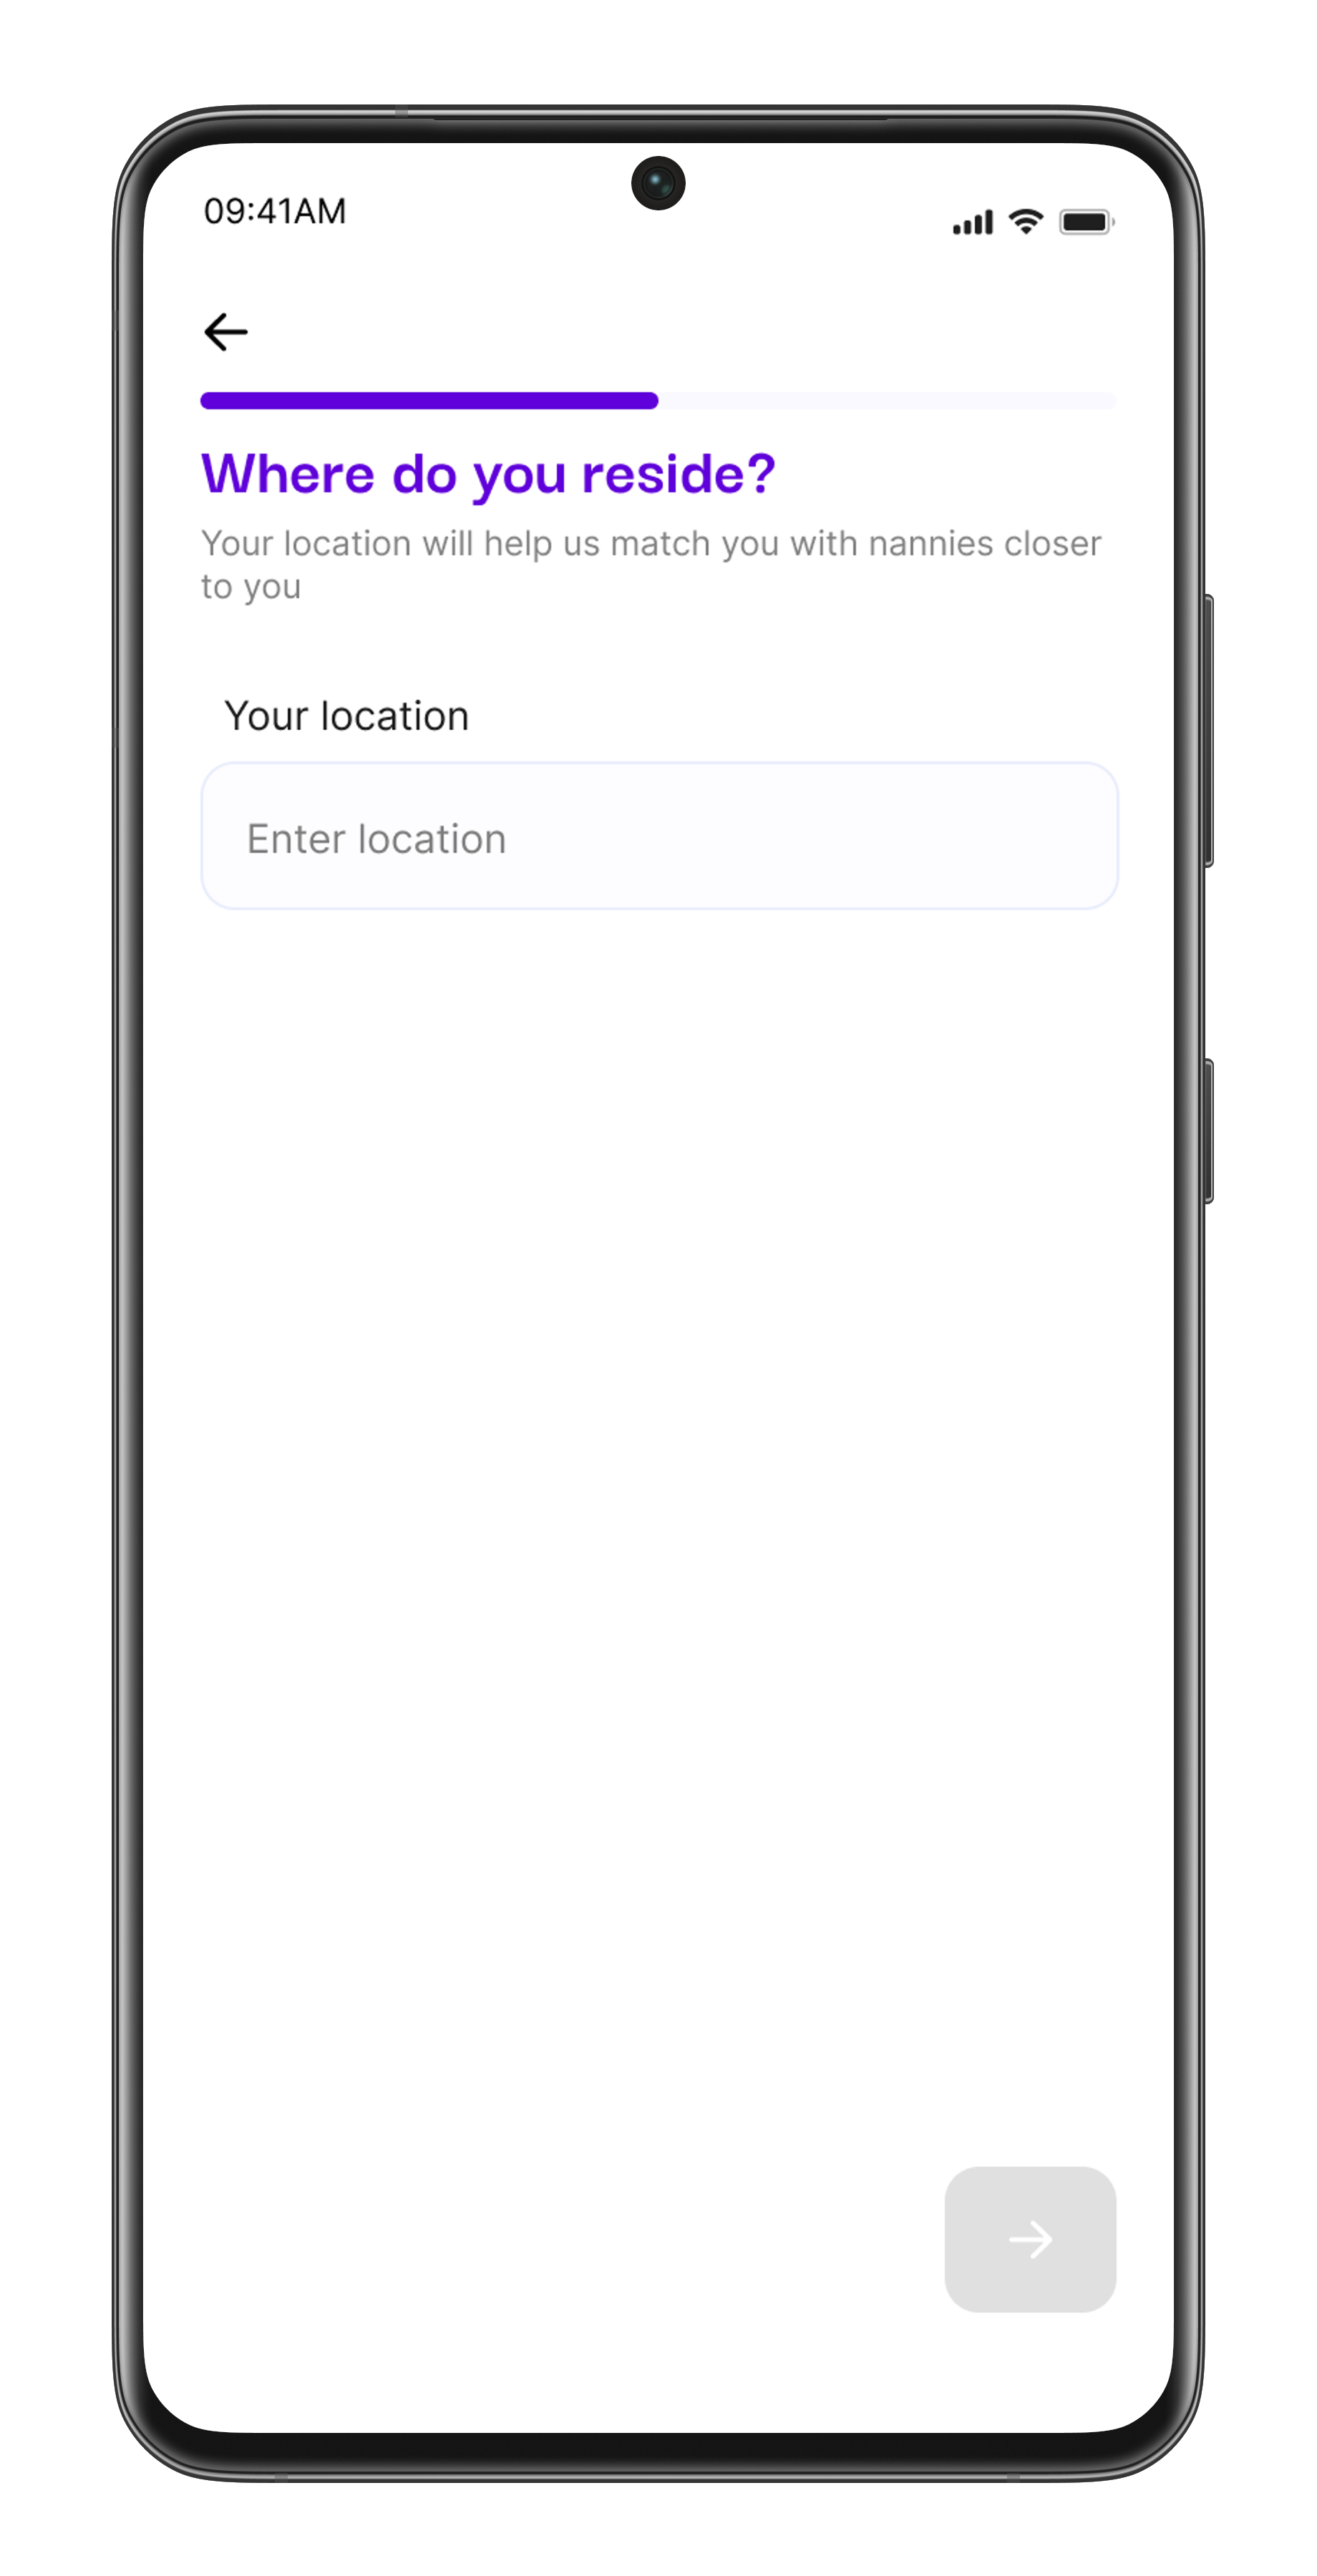 09:41AM
Where do you reside?
Your location will help us match you with nannies closer
to you
Your location
Enter location